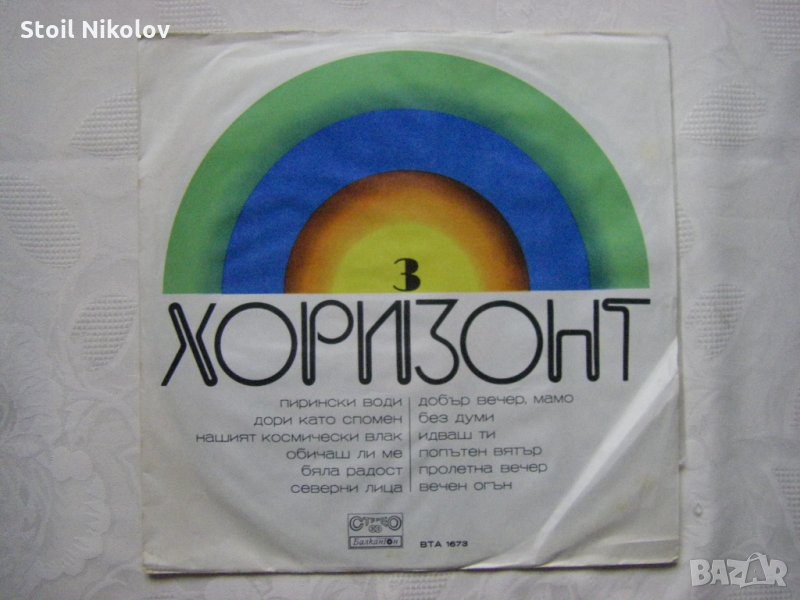 Stoil Nikolov
3
ХОРИЗОНТ
пирински води
дори като спомен
нашият космически влак
обичаш ли ме
бяла радост
северни лица
добър вечер, мамо
без думи
идваш ти
попътен вятър
пролетна вечер
вечен огън
СТЕРЕО
Балкантон
ВТА 1673
BAZAR